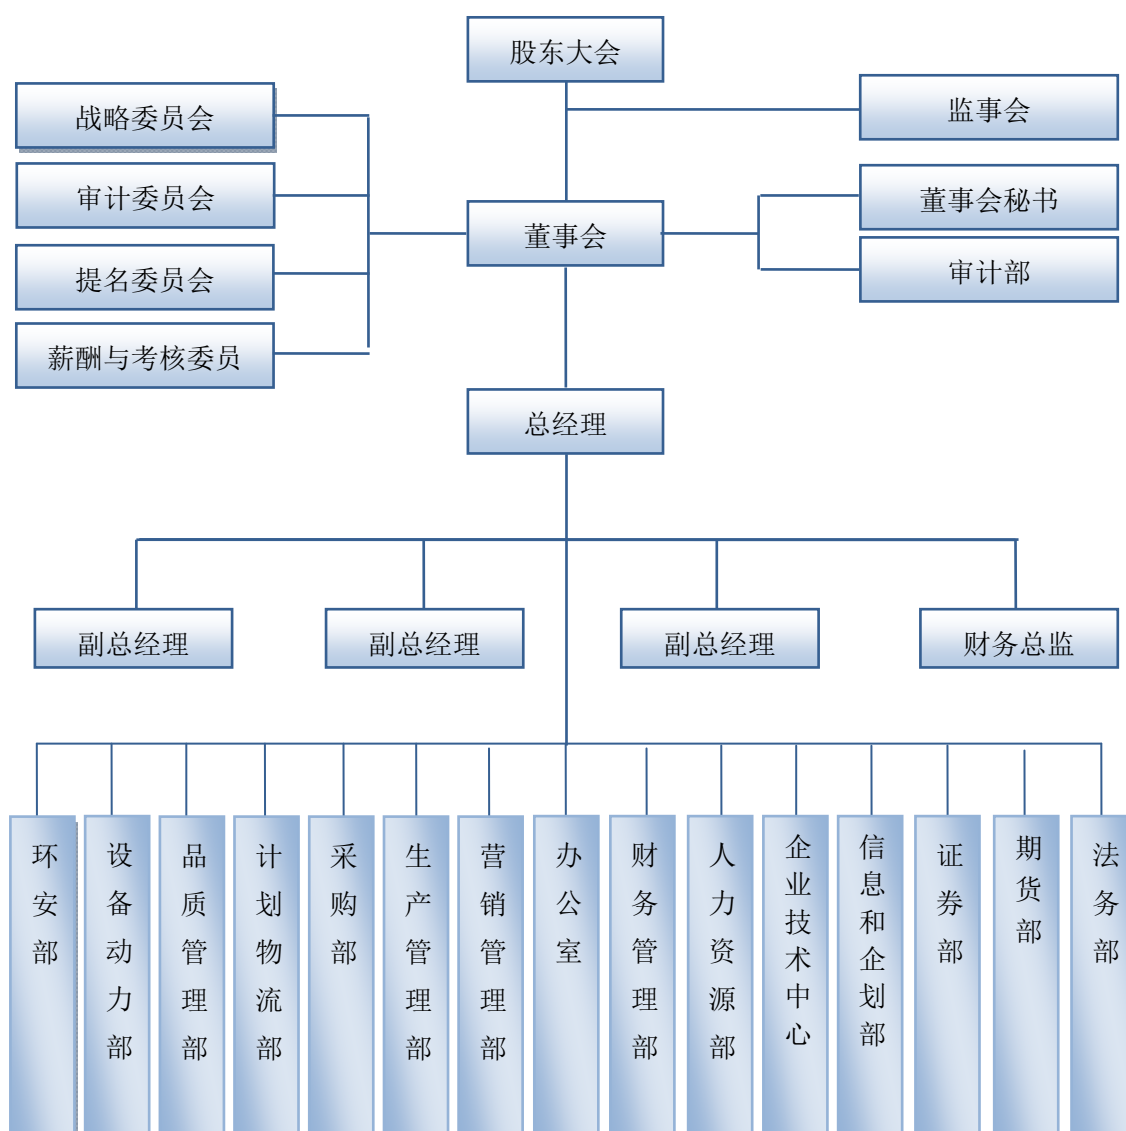 股东大会
监事会
战略委员会
审计委员会
提名委员会
薪酬与考核委员
董事会
董事会秘书
审计部
总经理
副总经理
副总经理
副总经理
财务总监
环安部
设备动力部
品质管理部
计划物流部
采购部
生产管理部
营销管理部
办公室
财务管理部
人力资源部
企业技术中心
信息和企划部
证券部
期货部
法务部